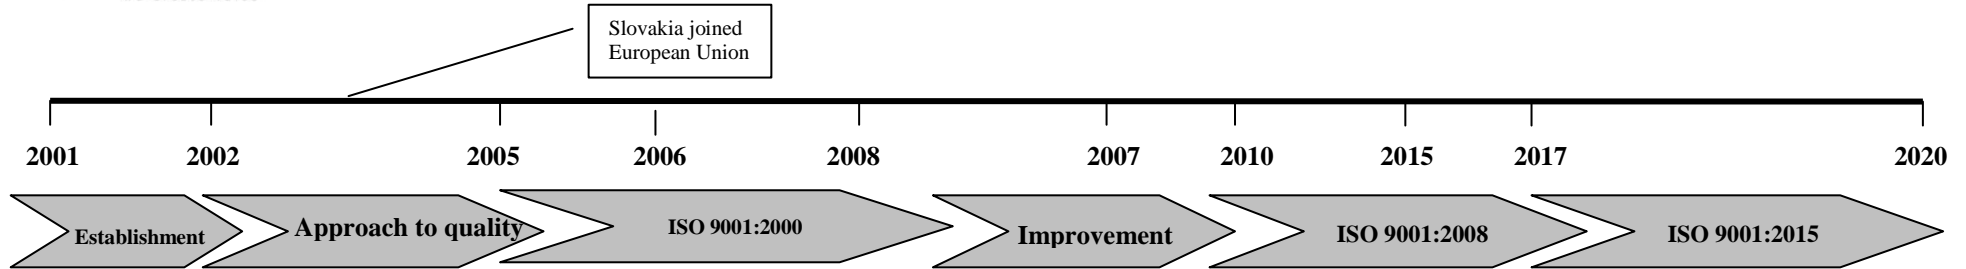 Slovakia joined
European Union
2001 2002 2005 2006 2008 2007 2010 2015 2017 2020
Establishment Approach to quality ISO 9001:2000 Improvement ISO 9001:2008 ISO 9001:2015